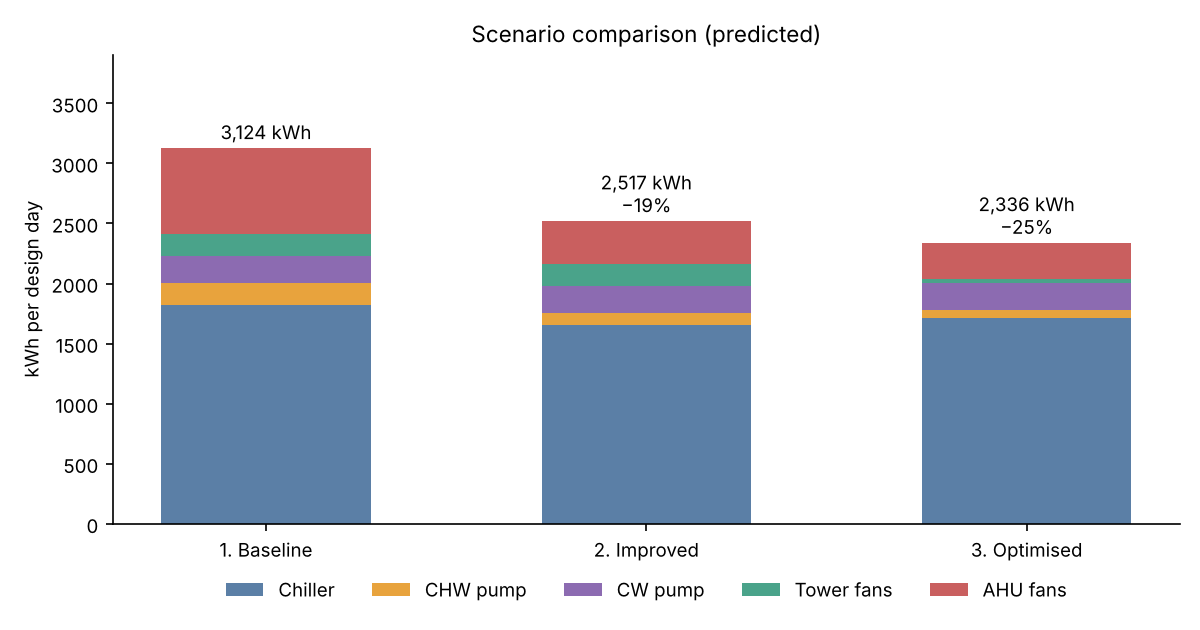 Scenario comparison (predicted)
kWh per design day
3500
3000
2500
2000
1500
1000
500
0
3,124 kWh
2,517 kWh
−19%
2,336 kWh
−25%
1. Baseline
2. Improved
3. Optimised
Chiller
CHW pump
CW pump
Tower fans
AHU fans